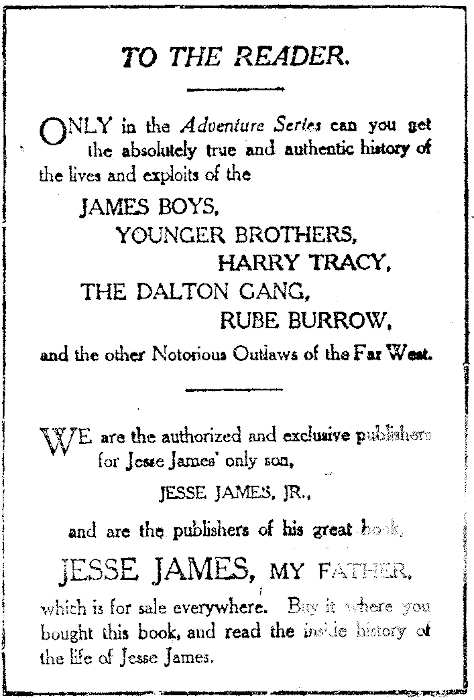 TO THE READER.
ONLY in the Adventure Series can you get
the absolutely true and authentic history of
the lives and exploits of the
JAMES BOYS,
YOUNGER BROTHERS,
HARRY TRACY,
THE DALTON GANG,
RUBE BURROW,
and the other Notorious Outlaws of the Far West.
WE are the authorized and exclusive publishers
for Jesse James' only son,
JESSE JAMES, JR.,
and are the publishers of his great book,
JESSE JAMES, MY FATHER,
which is for sale everywhere. Buy it where you
bought this book, and read the inside history of
the life of Jesse James.